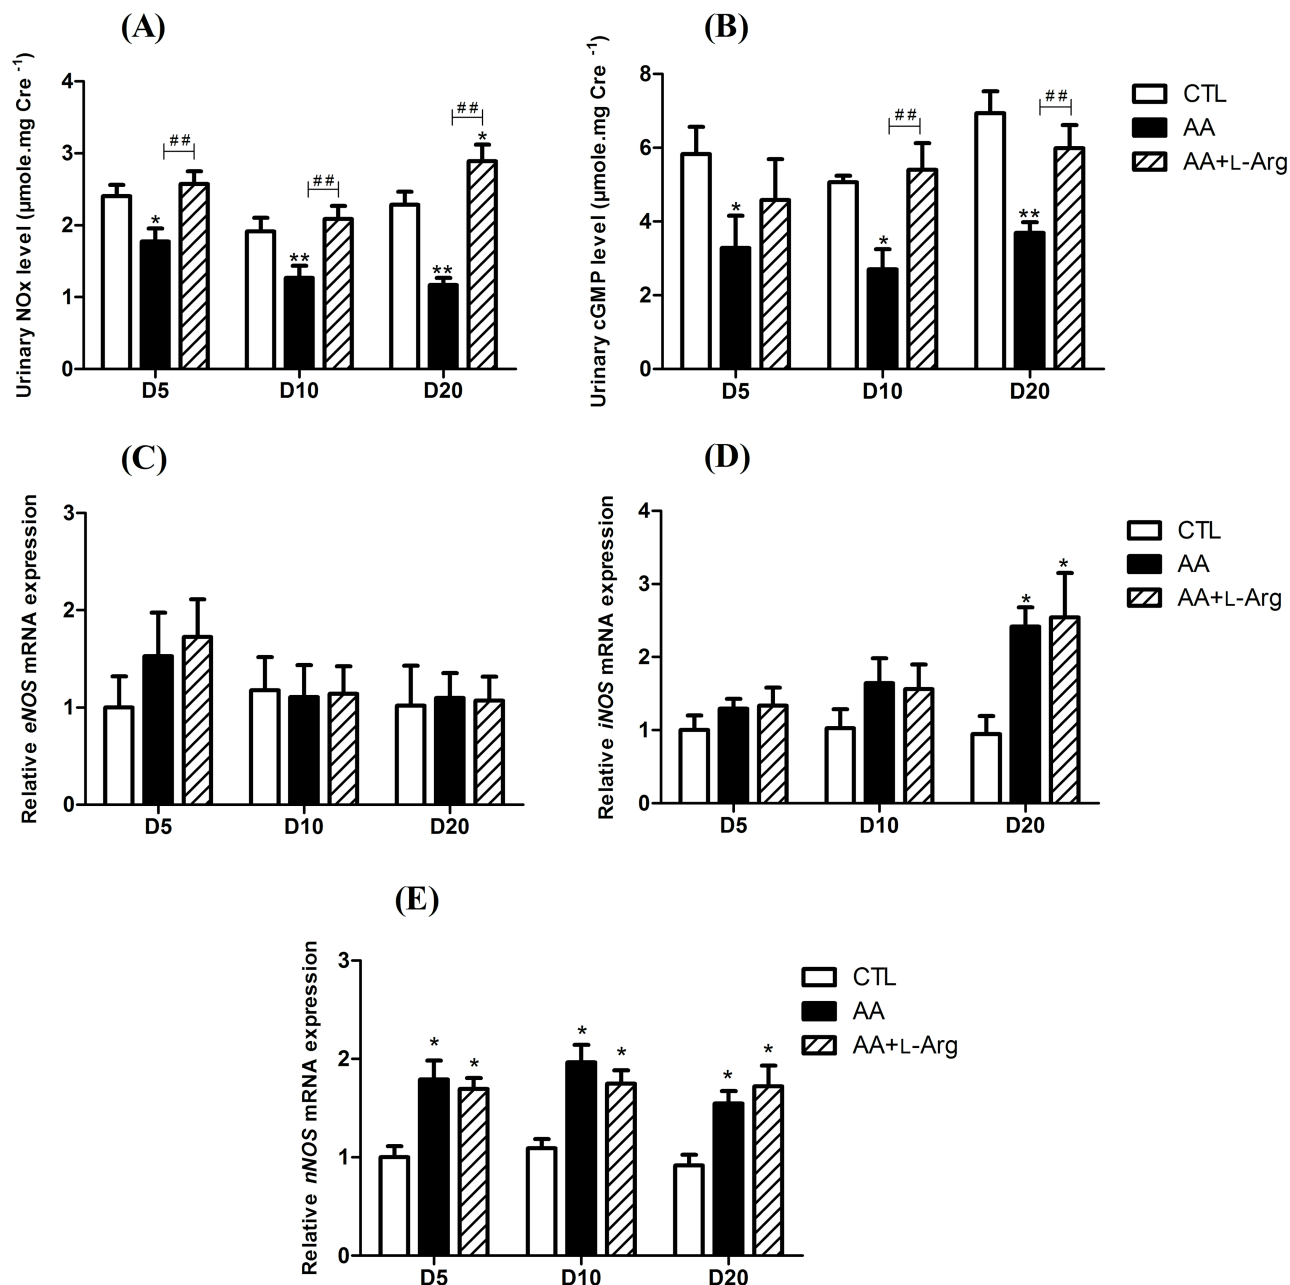 (A)
Urinary NOx level (μmole.mg Cre -1)
4
3
2
1
0
*
##
**
##
**
##
*
D5 D10 D20
(B)
Urinary cGMP level (μmole.mg Cre -1)
8
6
4
2
0
*
*
##
**
##
D5 D10 D20
CTL
AA
AA+L-Arg
(C)
Relative eNOS mRNA expression
3
2
1
0
D5 D10 D20
(D)
Relative iNOS mRNA expression
4
3
2
1
0
*
*
D5 D10 D20
CTL
AA
AA+L-Arg
(E)
Relative nNOS mRNA expression
3
2
1
0
*
*
*
*
*
*
D5 D10 D20
CTL
AA
AA+L-Arg